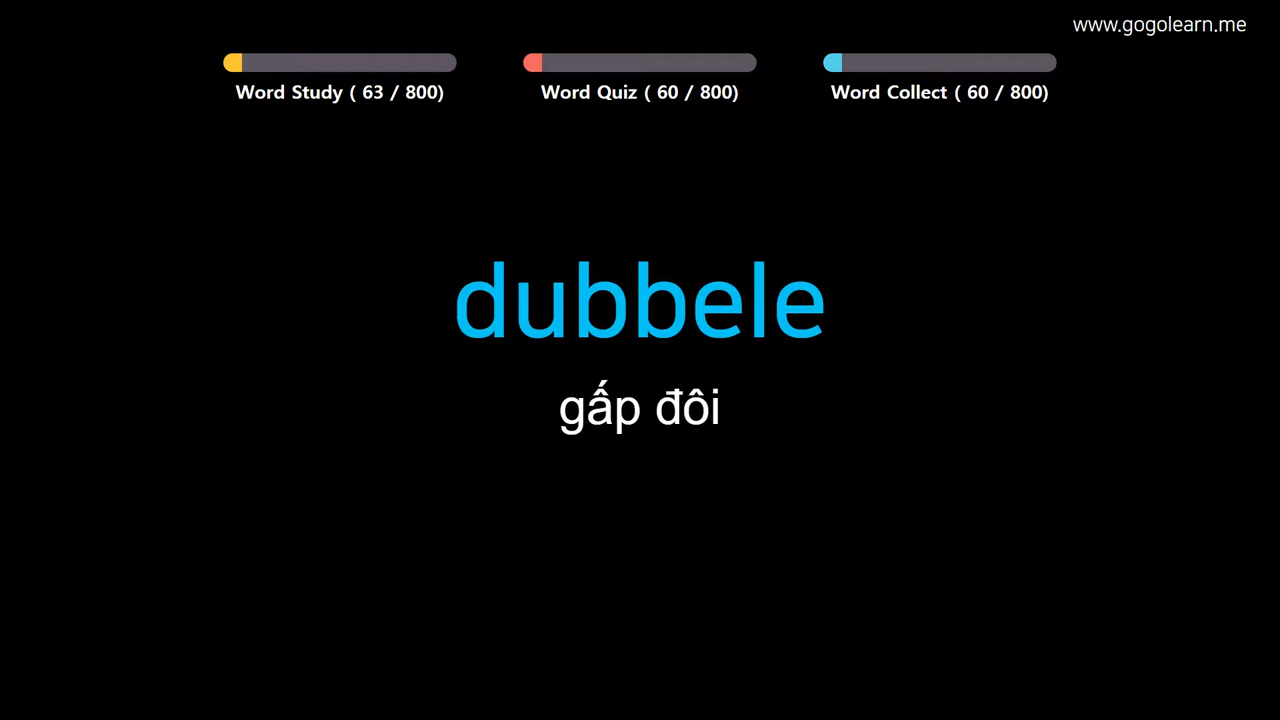 www.gogolearn.me
Word Study ( 63 / 800)
Word Quiz ( 60 / 800)
Word Collect ( 60 / 800)
dubbele
gấp đôi